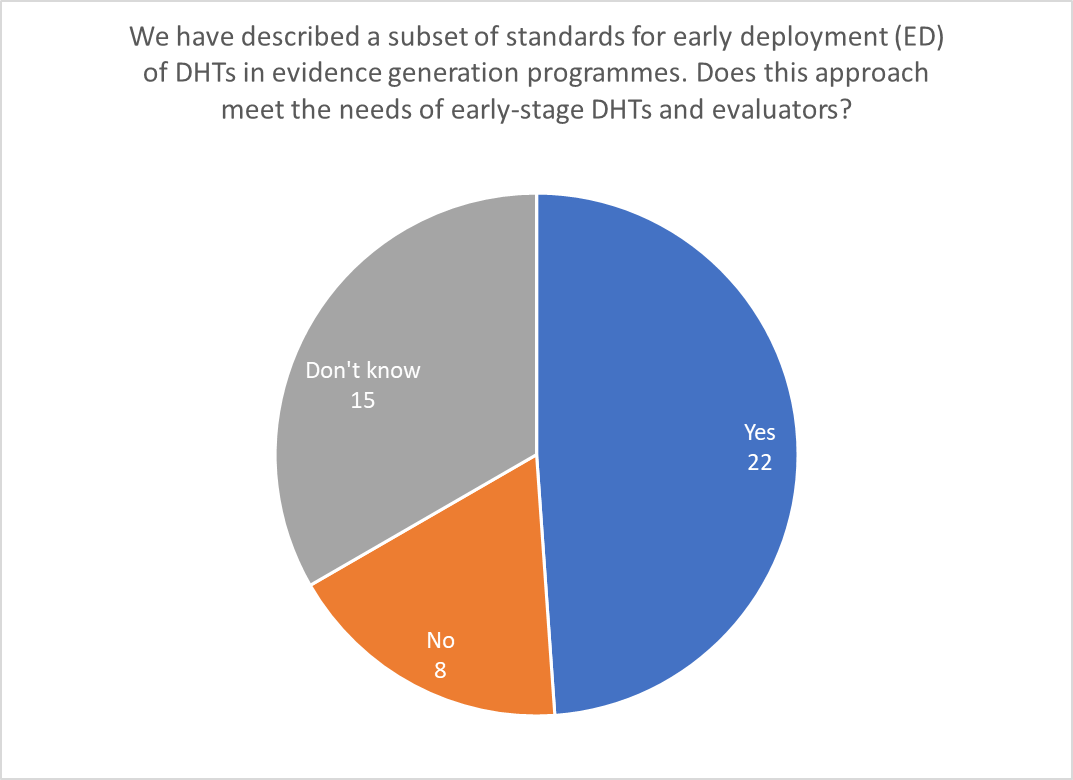 We have described a subset of standards for early deployment (ED)
of DHTs in evidence generation programmes. Does this approach
meet the needs of early-stage DHTs and evaluators?
Don't know
15
Yes
22
No
8